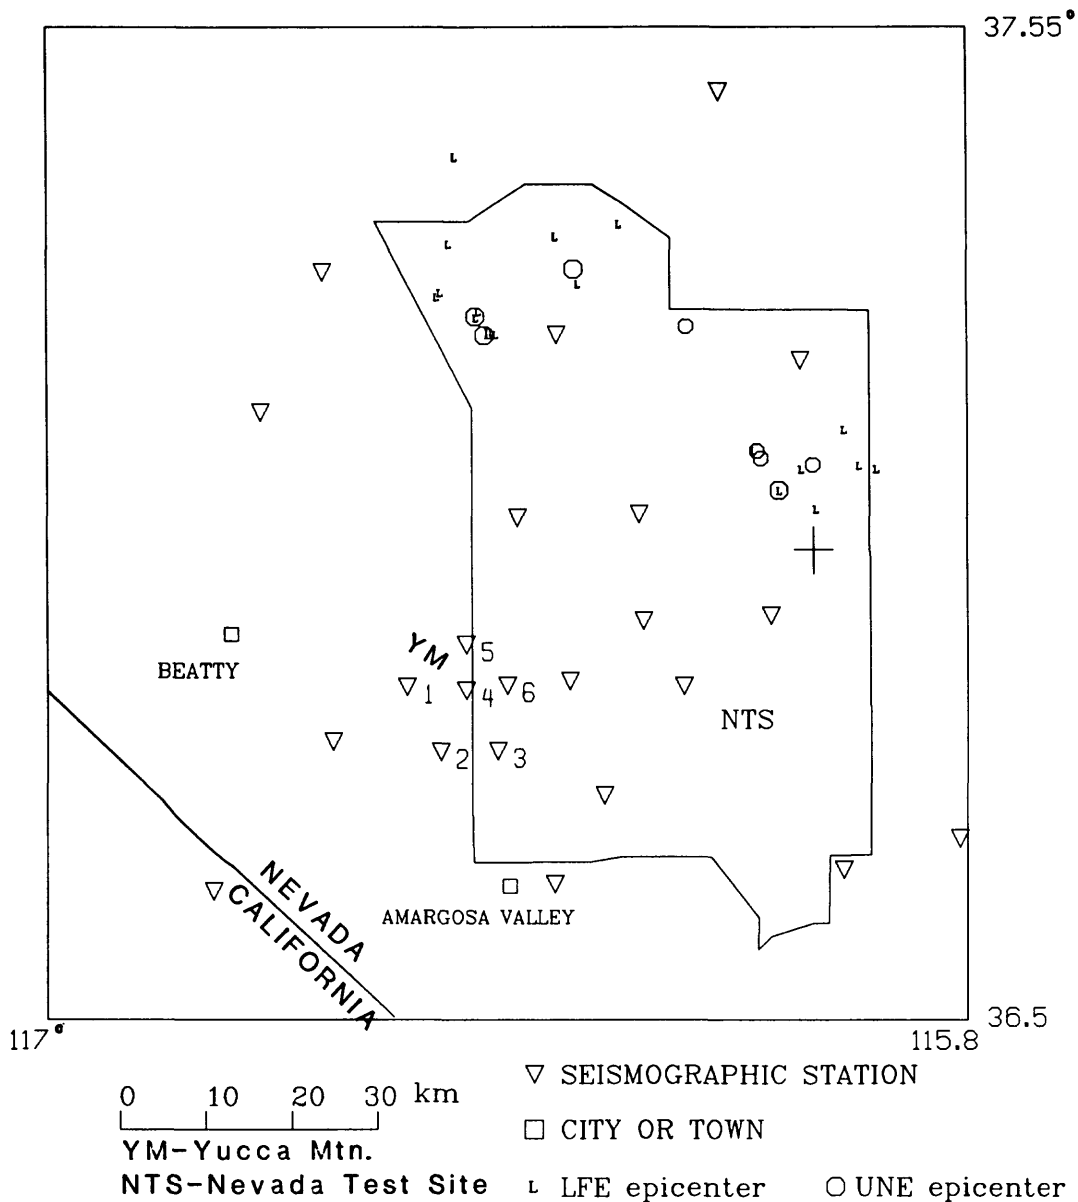 37.55°
YM
5
BEATTY
1
4
6
NTS
2
3
NEVADA
CALIFORNIA
AMARGOSA VALLEY
36.5
117°
115.8
0 10 20 30 km
YM-Yucca Mtn.
NTS-Nevada Test Site
SEISMOGRAPHIC STATION
CITY OR TOWN
L LFE epicenter
UNE epicenter